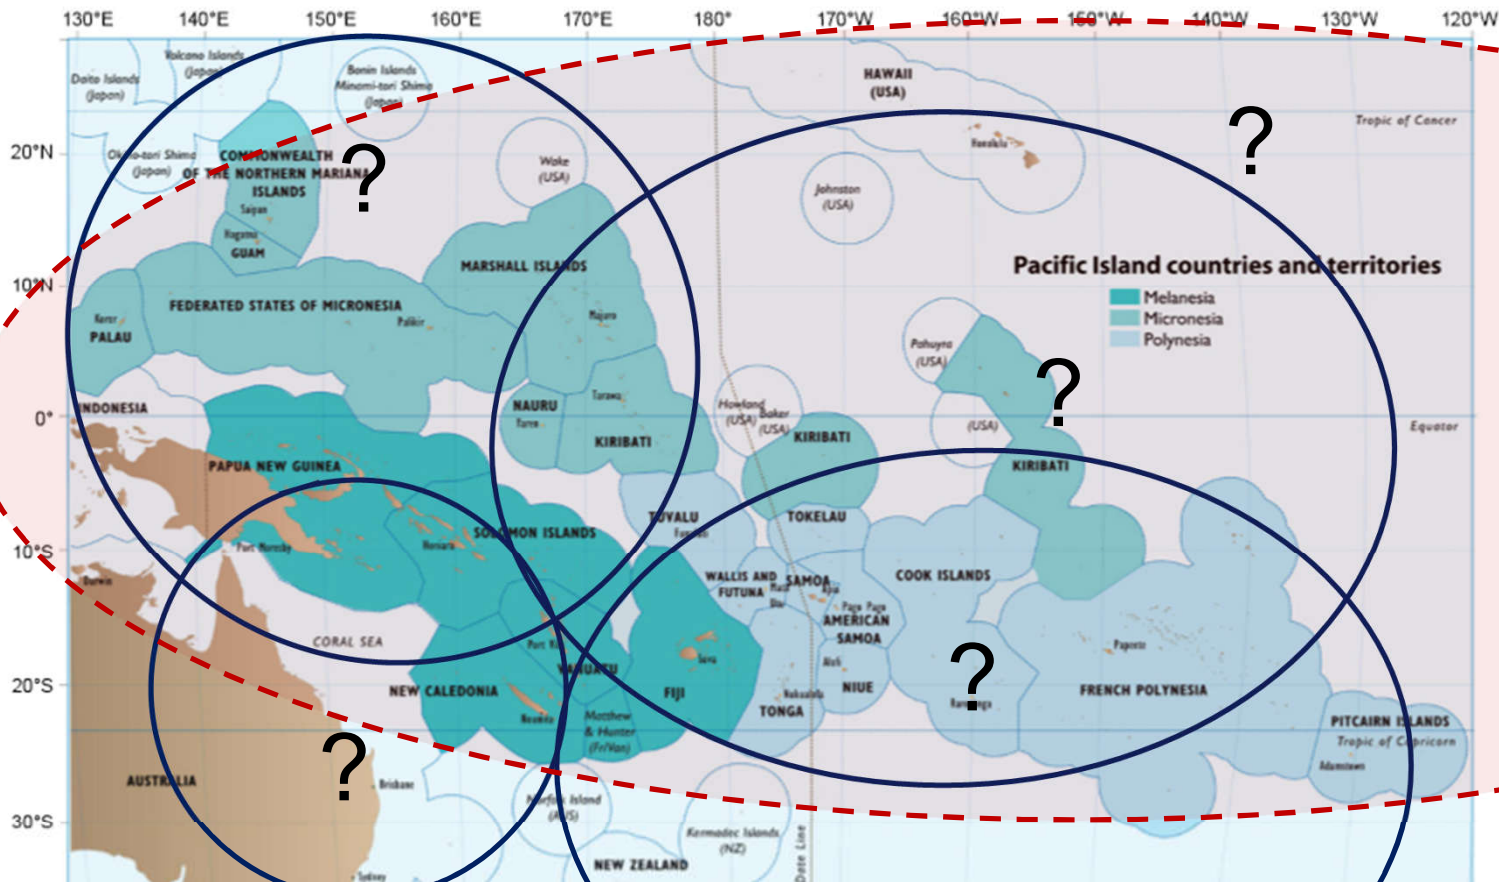 130°E 140°E 150°E 160°E 170°E 180° 170°W 160°W 150°W 140°W 130°W 120°W
Volcano Islands
(Japan)
Daito Islands
(Japan)
Bonin Islands
Minami-tori Shima
(Japan)
HAWAII
(USA)
Tropic of Cancer
?
20°N
Okino-tori Shima
(Japan)
COMMONWEALTH
OF THE NORTHERN MARIANA
ISLANDS
?
Wake
(USA)
Honolulu
Johnston
(USA)
Saipan
Hagatna
GUAM
MARSHALL ISLANDS
Pacific Island countries and territories
Melanesia
Micronesia
Polynesia
10°N
FEDERATED STATES OF MICRONESIA
Koror
PALAU
Palikir
Majuro
Palmyra
(USA)
?
INDONESIA
0°
NAURU
Yaren
Tarawa
KIRIBATI
Howland
(USA)
Baker
(USA)
KIRIBATI
(USA)
Equator
KIRIBATI
PAPUA NEW GUINEA
TUVALU
Funafuti
TOKELAU
SOLOMON ISLANDS
Honiara
Port Moresby
10°S
Darwin
WALLIS AND
FUTUNA
SAMOA
Apia
COOK ISLANDS
Pago Pago
AMERICAN
SAMOA
CORAL SEA
Port Vila
VANUATU
Suva
FIJI
Papeete
?
20°S
NEW CALEDONIA
Noumea
Alofi
NIUE
Nukualofa
TONGA
Rarotonga
FRENCH POLYNESIA
Matthew
& Hunter
(Fr/Van)
PITCAIRN ISLANDS
Tropic of Capricorn
Adamstown
?
AUSTRALIA
Brisbane
Norfolk Island
(AUS)
30°S
Kermadec Islands
(NZ)
Date Line
NEW ZEALAND
Sydney